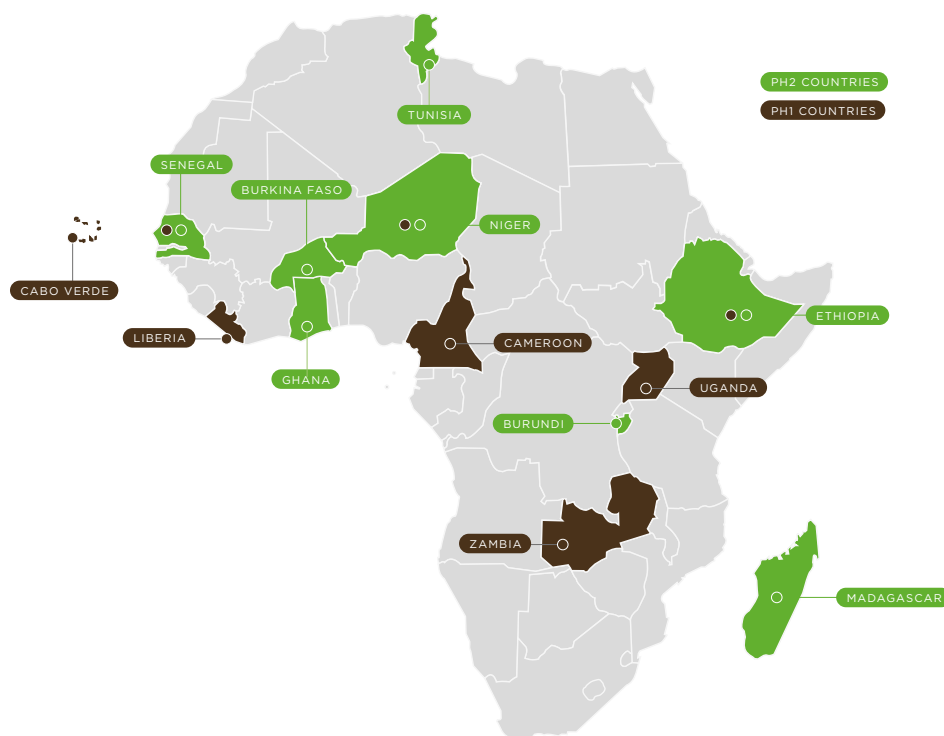 PH2 COUNTRIES
PH1 COUNTRIES
TUNISIA
SENEGAL
BURKINA FASO
NIGER
CABO VERDE
ETHIOPIA
LIBERIA
CAMEROON
GHANA
UGANDA
BURUNDI
ZAMBIA
MADAGASCAR